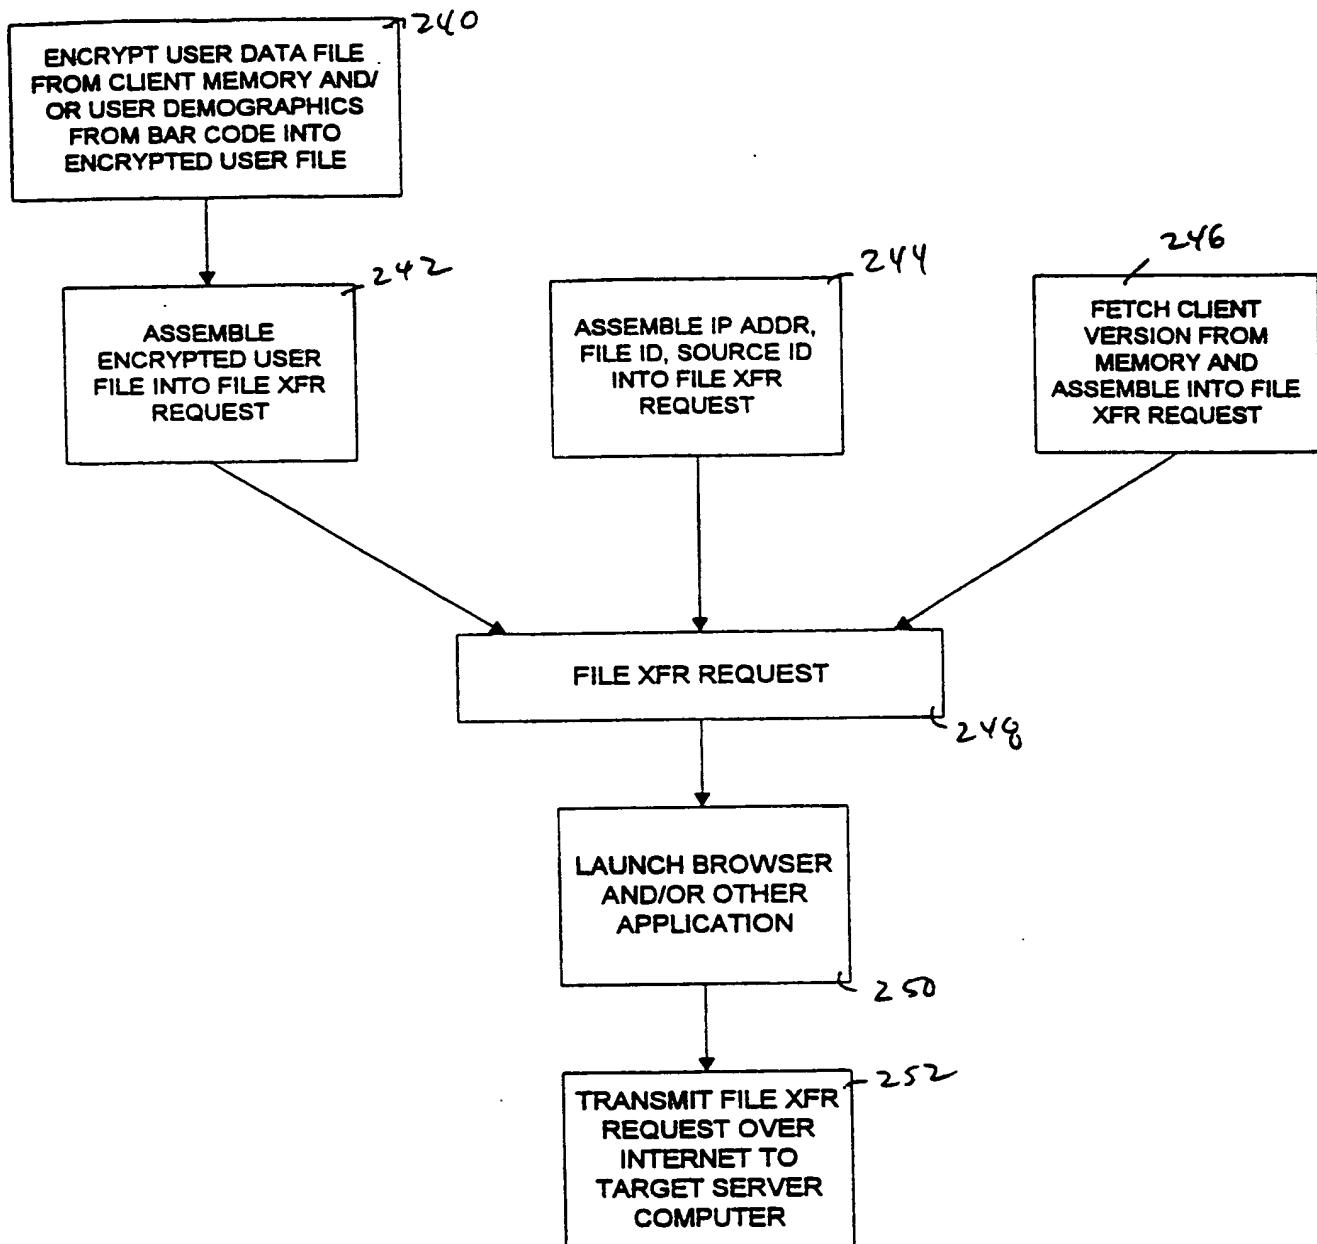 240
ENCRYPT USER DATA FILE
FROM CLIENT MEMORY AND/
OR USER DEMOGRAPHICS
FROM BAR CODE INTO
ENCRYPTED USER FILE
242
ASSEMBLE
ENCRYPTED USER
FILE INTO FILE XFR
REQUEST
244
ASSEMBLE IP ADDR,
FILE ID, SOURCE ID
INTO FILE XFR
REQUEST
246
FETCH CLIENT
VERSION FROM
MEMORY AND
ASSEMBLE INTO FILE
XFR REQUEST
FILE XFR REQUEST
248
LAUNCH BROWSER
AND/OR OTHER
APPLICATION
250
252
TRANSMIT FILE XFR
REQUEST OVER
INTERNET TO
TARGET SERVER
COMPUTER